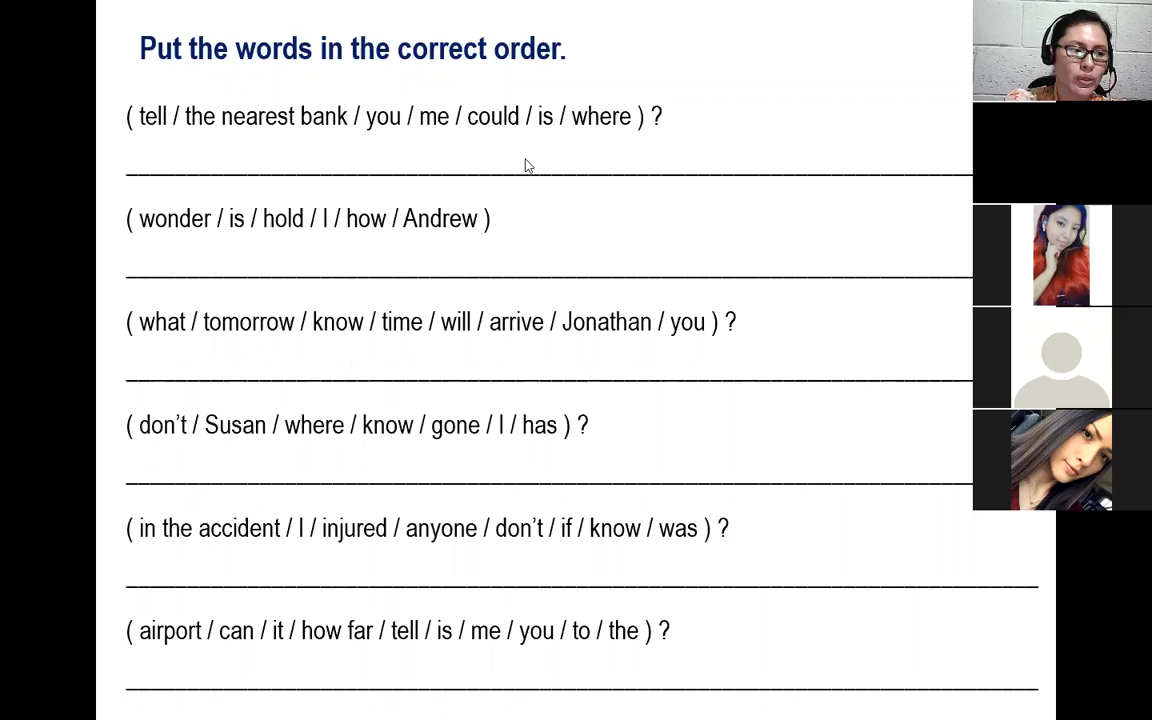 Put the words in the correct order.
( tell / the nearest bank / you / me / could / is / where ) ?
( wonder / is / hold / I / how / Andrew )
( what / tomorrow / know / time / will / arrive / Jonathan / you ) ?
( don't / Susan / where / know / gone / I / has ) ?
( in the accident / I / injured / anyone / don't / if / know / was ) ?
( airport / can / it / how far / tell / is / me / you / to / the ) ?